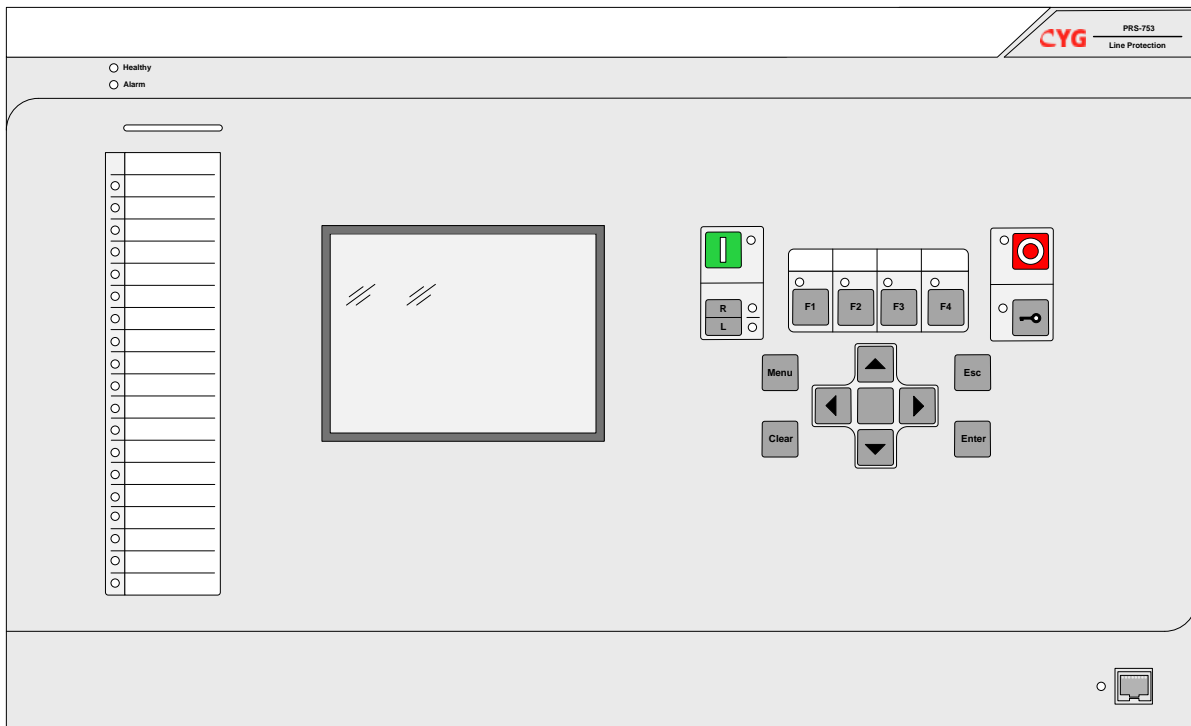 CYG
PRS-753
Line Protection
Healthy
Alarm
R
L
F1
F2
F3
F4
Menu
Esc
Clear
Enter